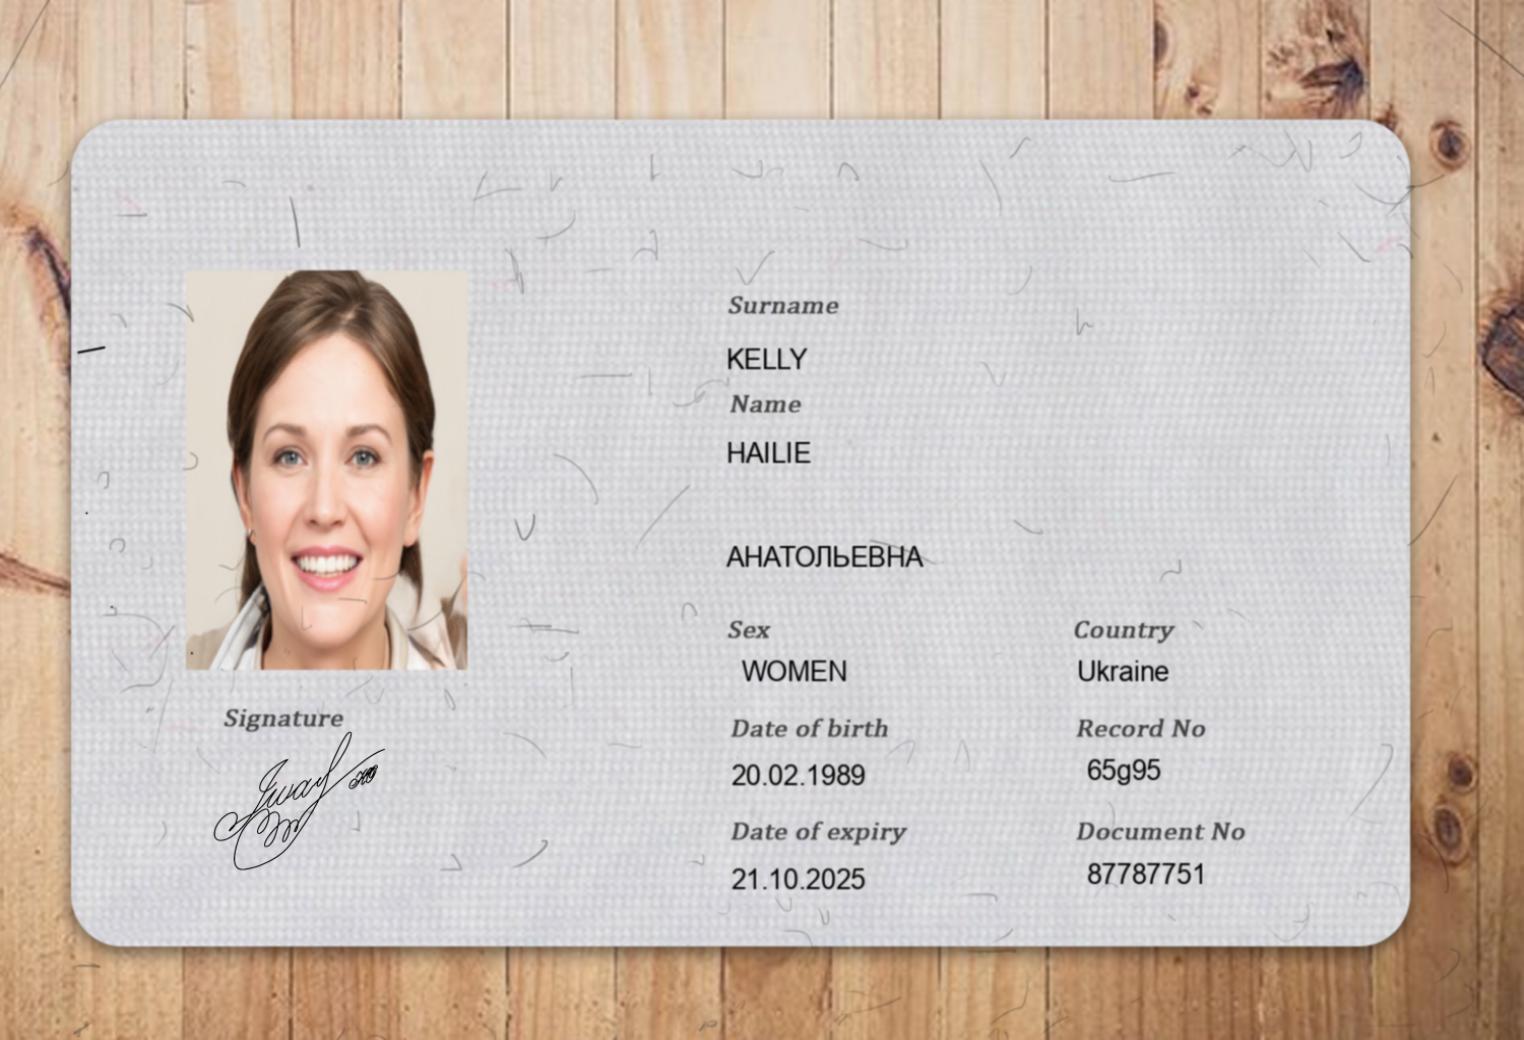 Surname
KELLY
Name
HAILIE
АНАТОЛЬЕВНА
Sex Country
WOMEN Ukraine
Date of birth Record No
20.02.1989 65g95
Date of expiry Document No
21.10.2025 87787751
Signature